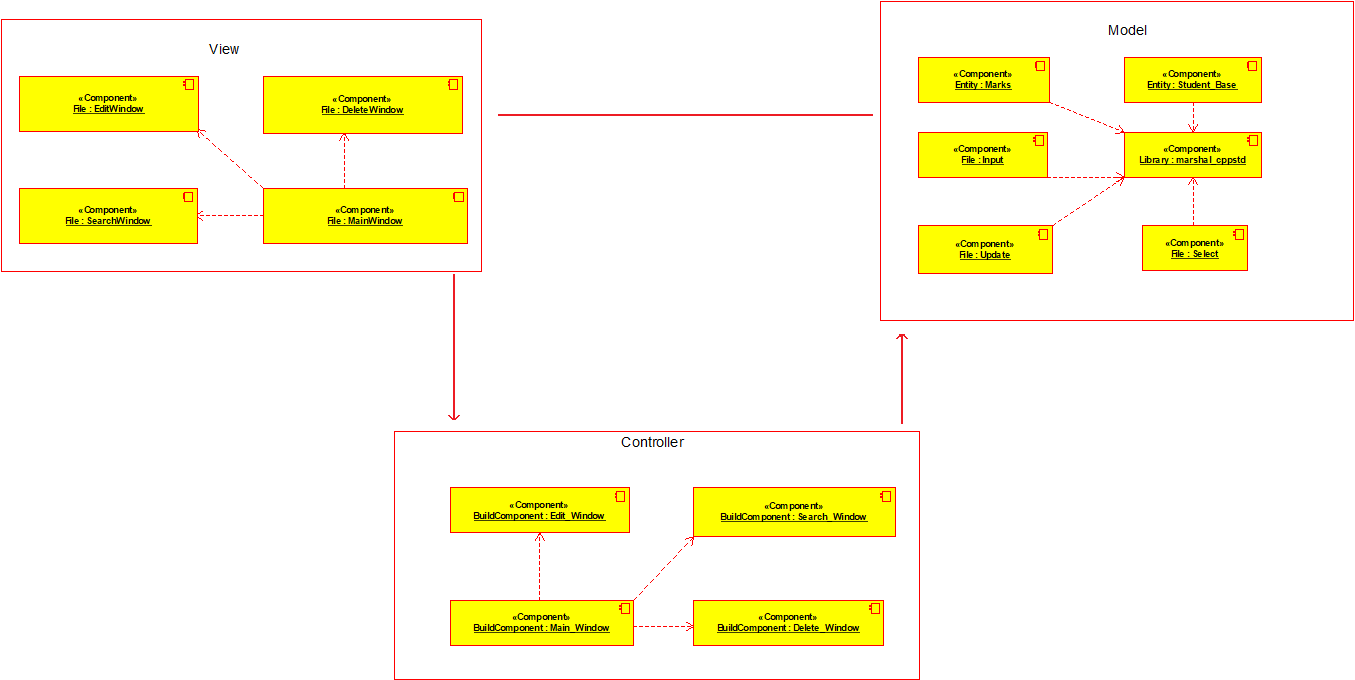 View
«Component»
File : EditWindow
«Component»
File : DeleteWindow
«Component»
File : SearchWindow
«Component»
File : MainWindow
Model
«Component»
Entity : Marks
«Component»
Entity : Student_Base
«Component»
File : Input
«Component»
Library : marshal_cppstd
«Component»
File : Update
«Component»
File : Select
Controller
«Component»
BuildComponent : Edit_Window
«Component»
BuildComponent : Search_Window
«Component»
BuildComponent : Main_Window
«Component»
BuildComponent : Delete_Window